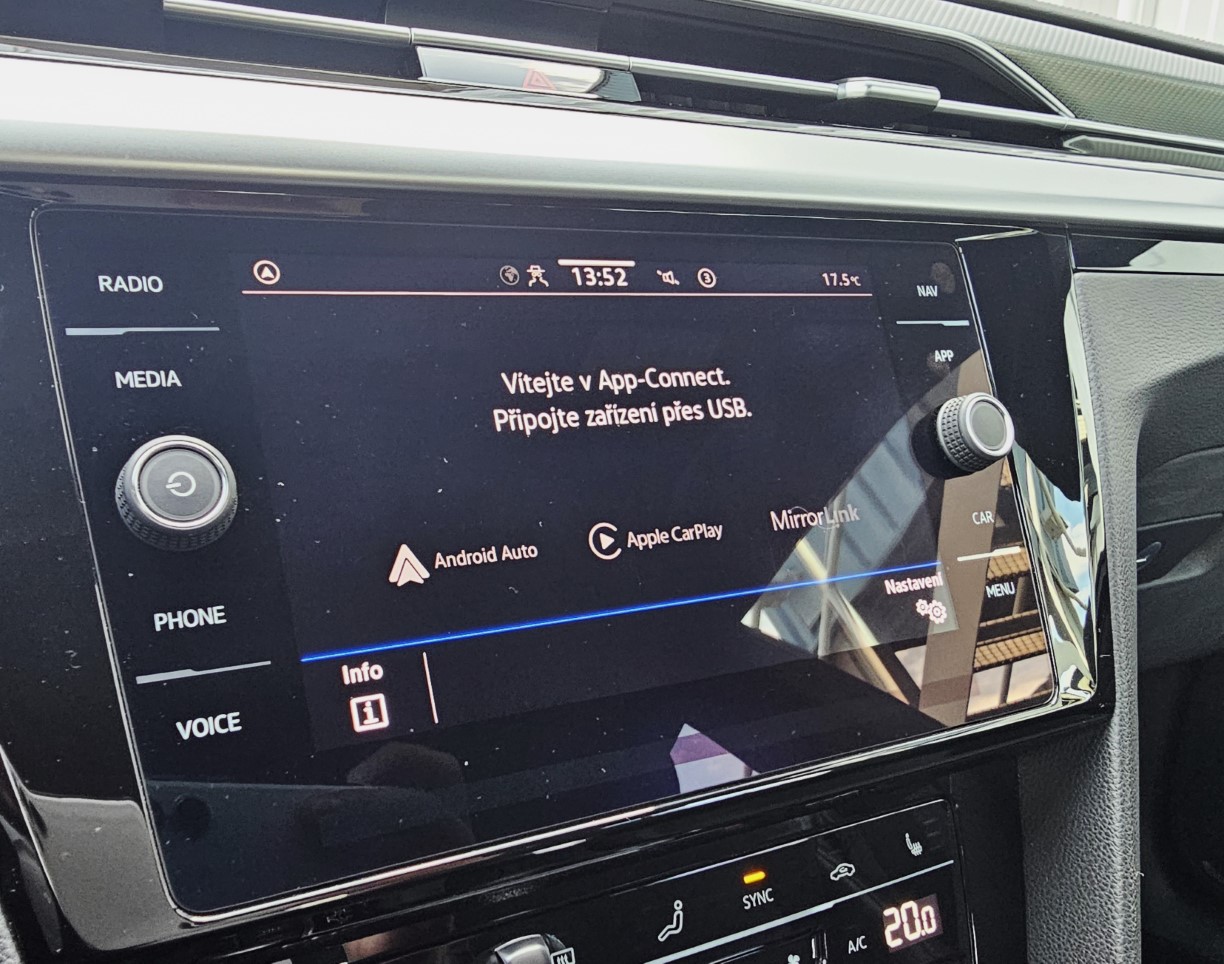 RADIO
MEDIA
PHONE
VOICE
13:52
3
17.5°C
Vítejte v App-Connect.
Připojte zařízení přes USB.
Android Auto
Apple CarPlay
MirrorLink
Nastavení
Info
i
NAV
APP
CAR
MENU
SYNC
A/C
20.0